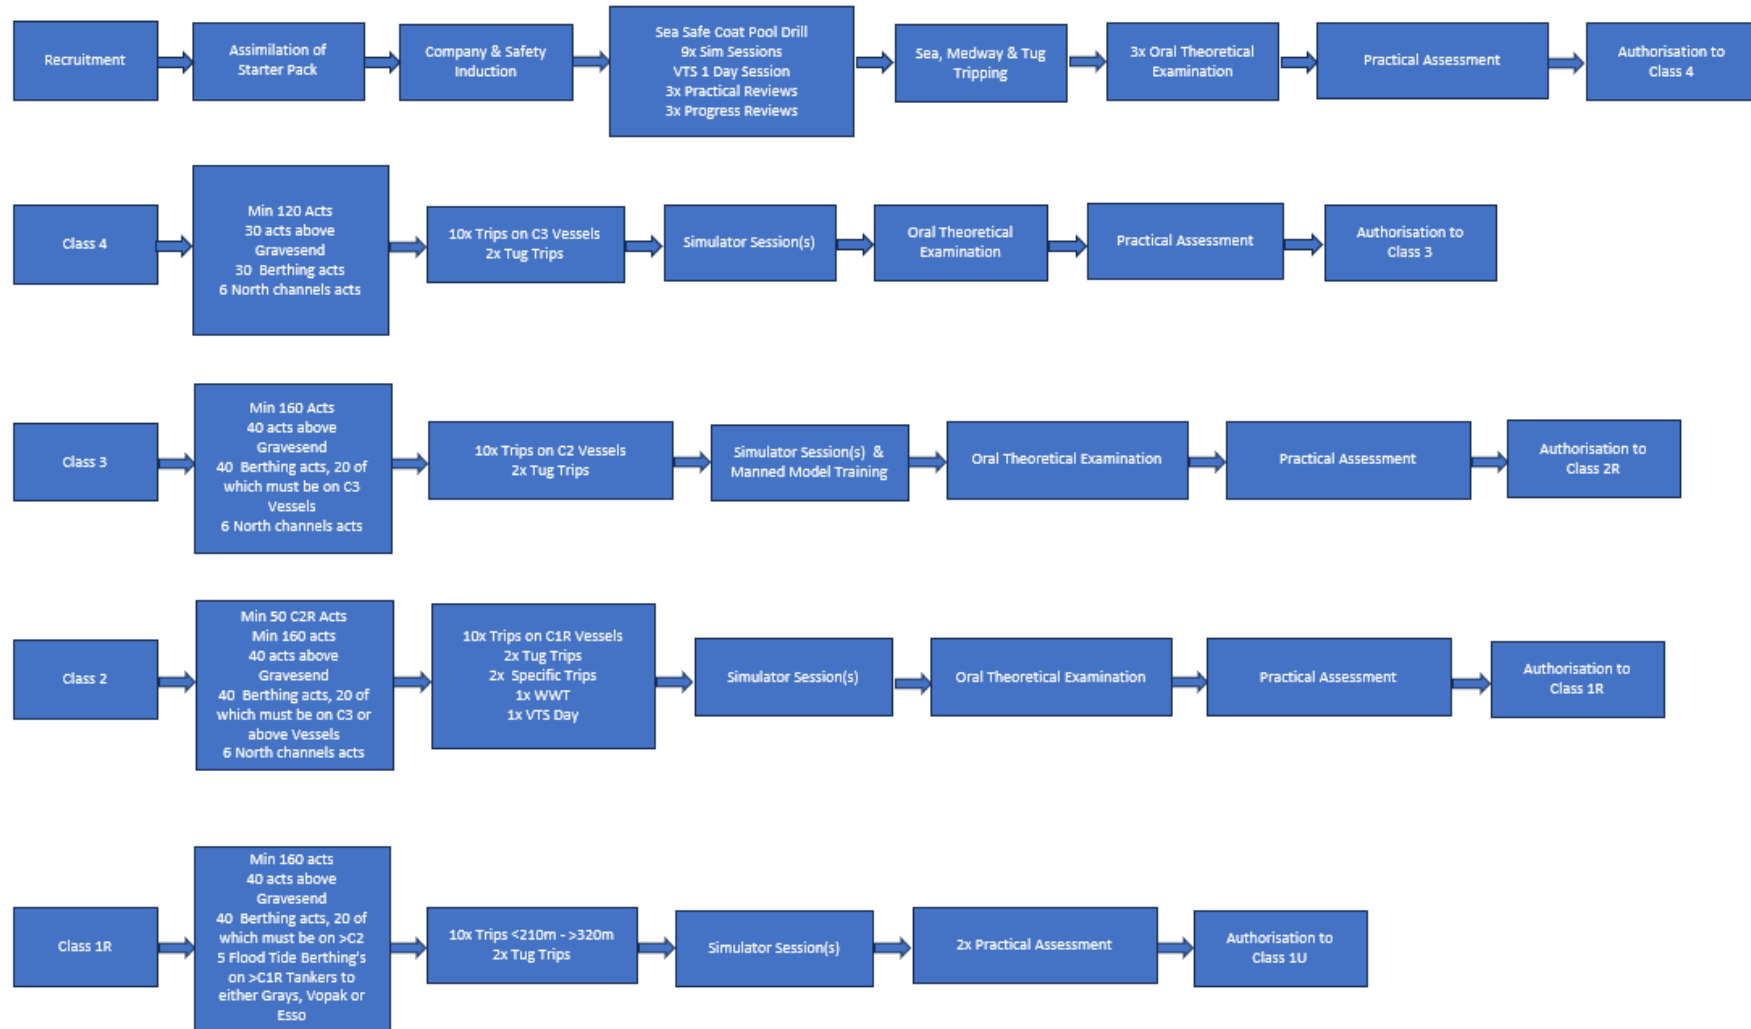 Recruitment
Assimilation of
Starter Pack
Company & Safety
Induction
Sea Safe Coat Pool Drill
9x Sim Sessions
VTS 1 Day Session
3x Practical Reviews
3x Progress Reviews
Sea, Medway & Tug
Tripping
3x Oral Theoretical
Examination
Practical Assessment
Authorisation to
Class 4
Class 4
Min 120 Acts
30 acts above
Gravesend
30 Berthing acts
6 North channels acts
10x Trips on C3 Vessels
2x Tug Trips
Simulator Session(s)
Oral Theoretical
Examination
Practical Assessment
Authorisation to
Class 3
Class 3
Min 160 Acts
40 acts above
Gravesend
40 Berthing acts, 20 of
which must be on C3
Vessels
6 North channels acts
10x Trips on C2 Vessels
2x Tug Trips
Simulator Session(s) &
Manned Model Training
Oral Theoretical Examination
Practical Assessment
Authorisation to
Class 2R
Class 2
Min 50 C2R Acts
Min 160 acts
40 acts above
Gravesend
40 Berthing acts, 20 of
which must be on C3 or
above Vessels
6 North channels acts
10x Trips on C1R Vessels
2x Tug Trips
2x Specific Trips
1x WWT
1x VTS Day
Simulator Session(s)
Oral Theoretical Examination
Practical Assessment
Authorisation to
Class 1R
Class 1R
Min 160 acts
40 acts above
Gravesend
40 Berthing acts, 20 of
which must be on >C2
5 Flood Tide Berthing's
on >C1R Tankers to
either Grays, Vopak or
Esso
10x Trips <210m - >320m
2x Tug Trips
Simulator Session(s)
2x Practical Assessment
Authorisation to
Class 1U